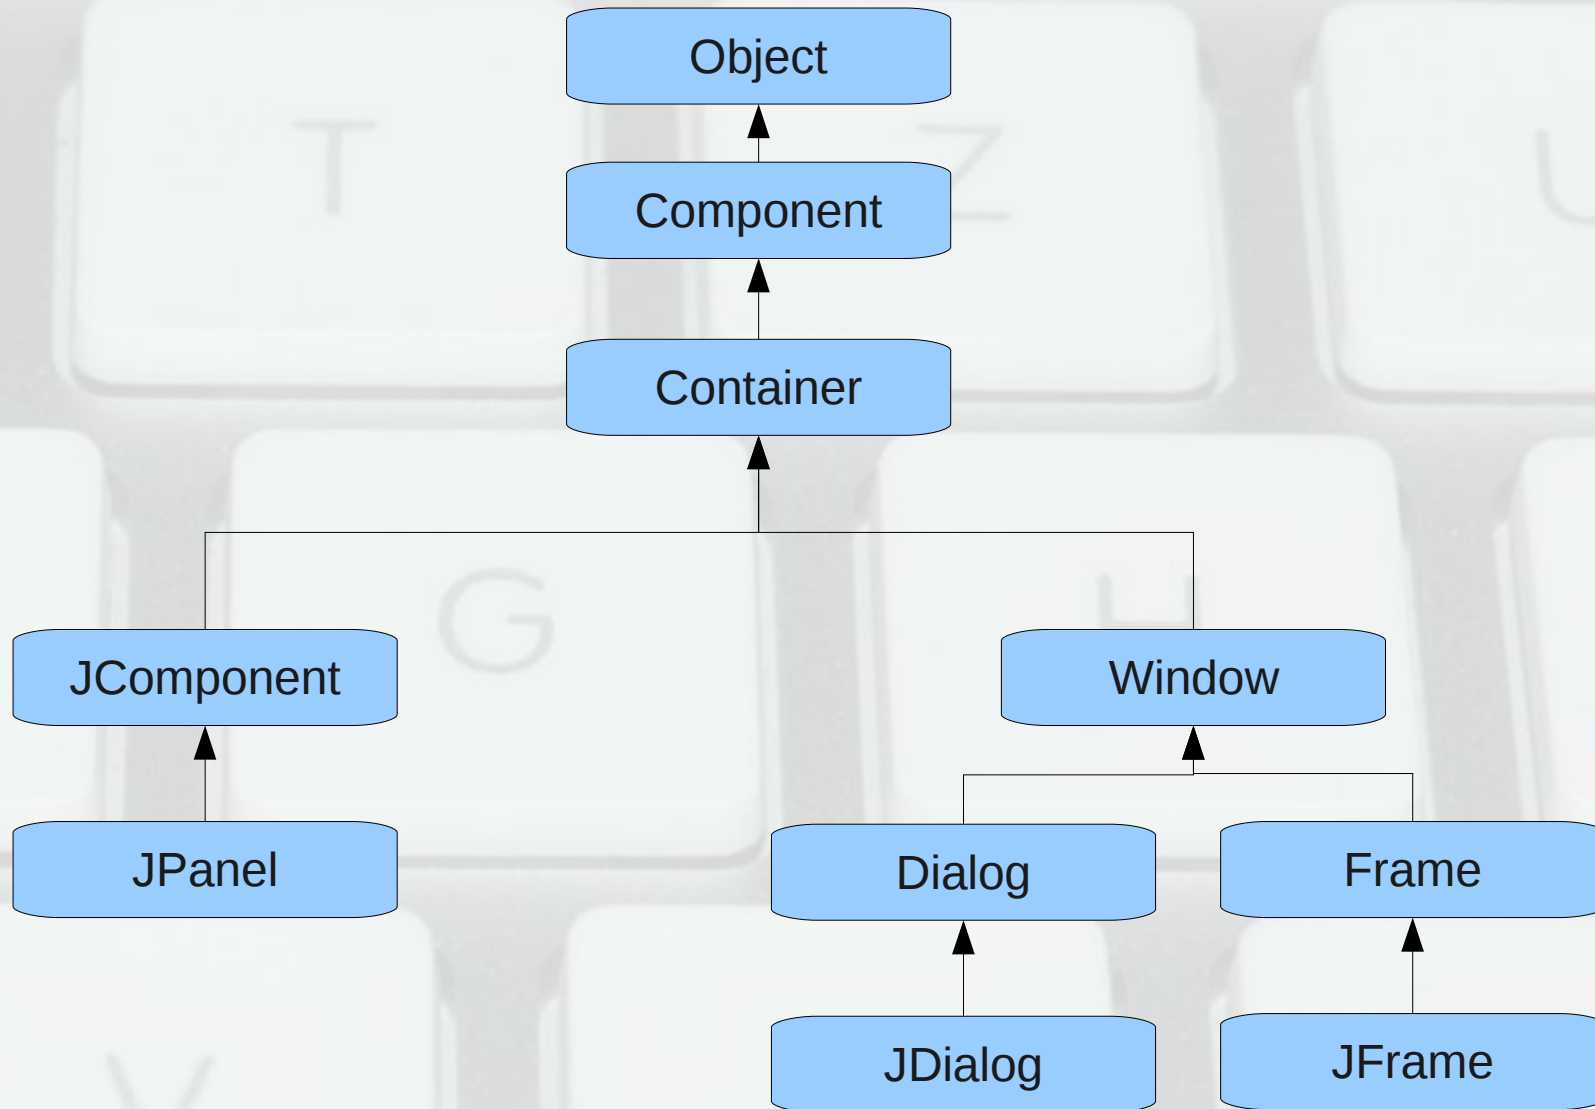 Object
T
Z
U
Component
Container
G
H
JComponent
Window
JPanel
Dialog
Frame
V
JDialog
JFrame